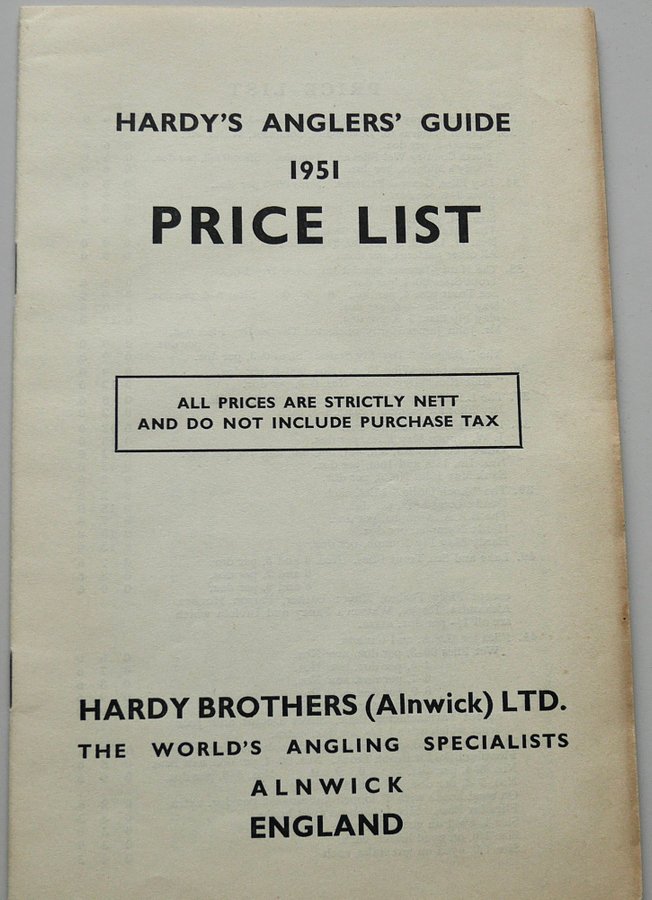 HARDY'S ANGLERS' GUIDE
1951
PRICE LIST
ALL PRICES ARE STRICTLY NETT
AND DO NOT INCLUDE PURCHASE TAX
HARDY BROTHERS (Alnwick) LTD.
THE WORLD'S ANGLING SPECIALISTS
ALNWICK
ENGLAND